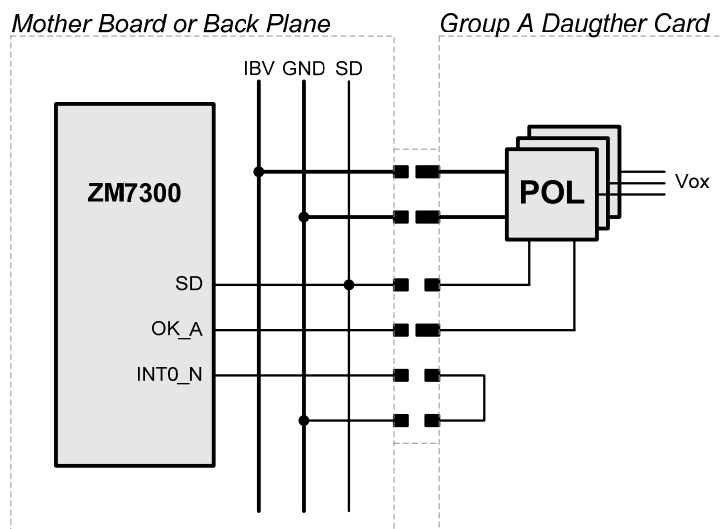 Mother Board or Back Plane
Group A Daugther Card
IBV GND SD
ZM7300
POL
Vox
SD
OK_A
INT0_N